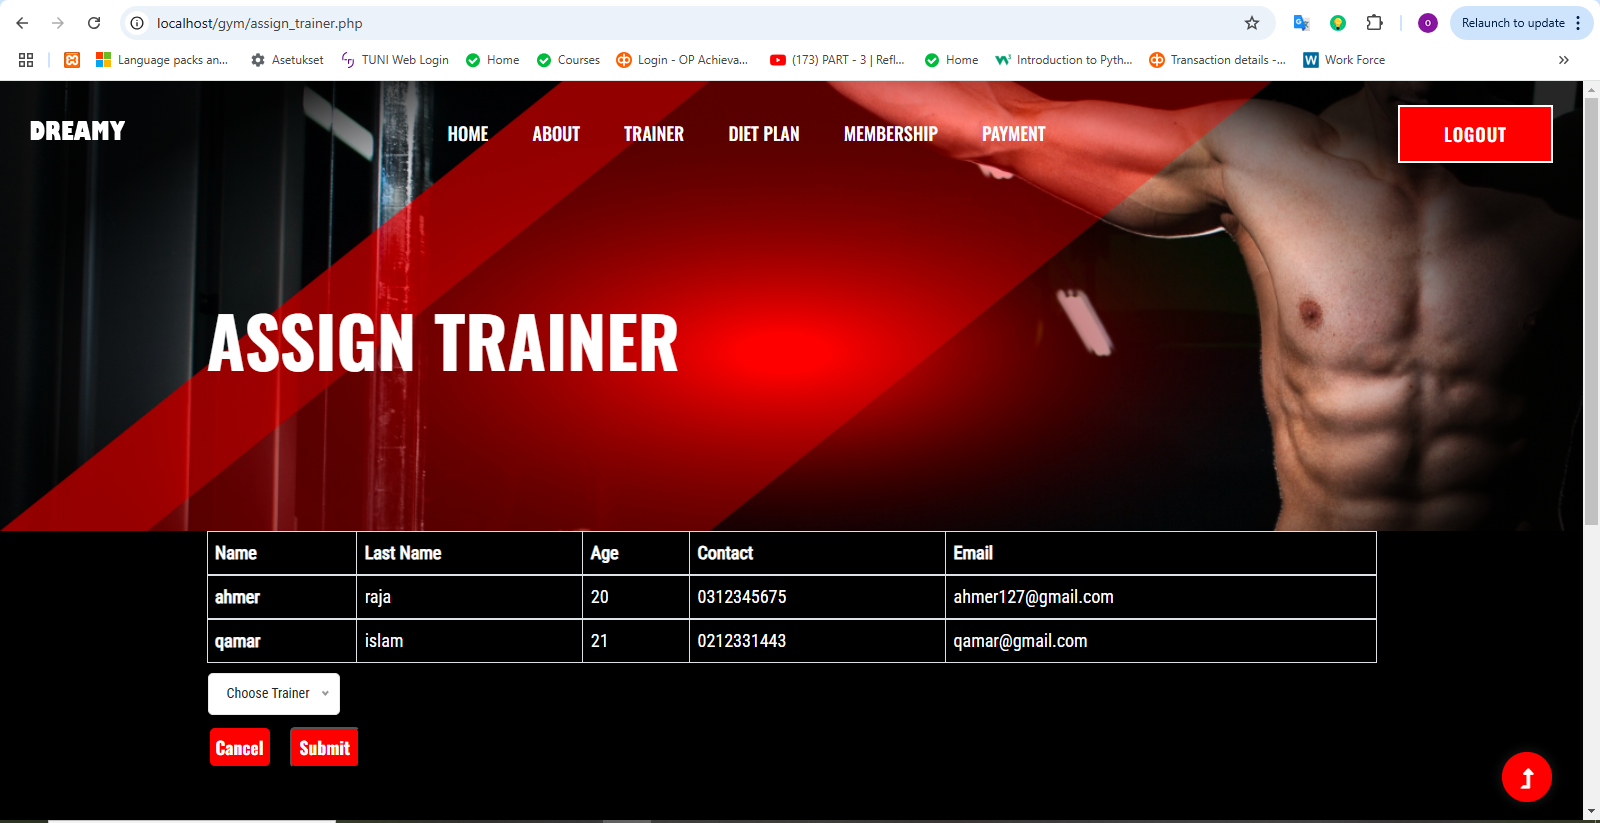 localhost/gym/assign_trainer.php
O
Relaunch to update
Language packs an...
Asetukset
TUNI Web Login
Home
Courses
Login - OP Achieva...
(173) PART - 3 | Refl...
Home
Introduction to Pyth...
Transaction details -...
W Work Force
DREAMY
HOME ABOUT TRAINER DIET PLAN MEMBERSHIP PAYMENT
LOGOUT
ASSIGN TRAINER
Name Last Name Age Contact Email
ahmer raja 20 0312345675 ahmer127@gmail.com
qamar islam 21 0212331443 qamar@gmail.com
Choose Trainer
Cancel Submit